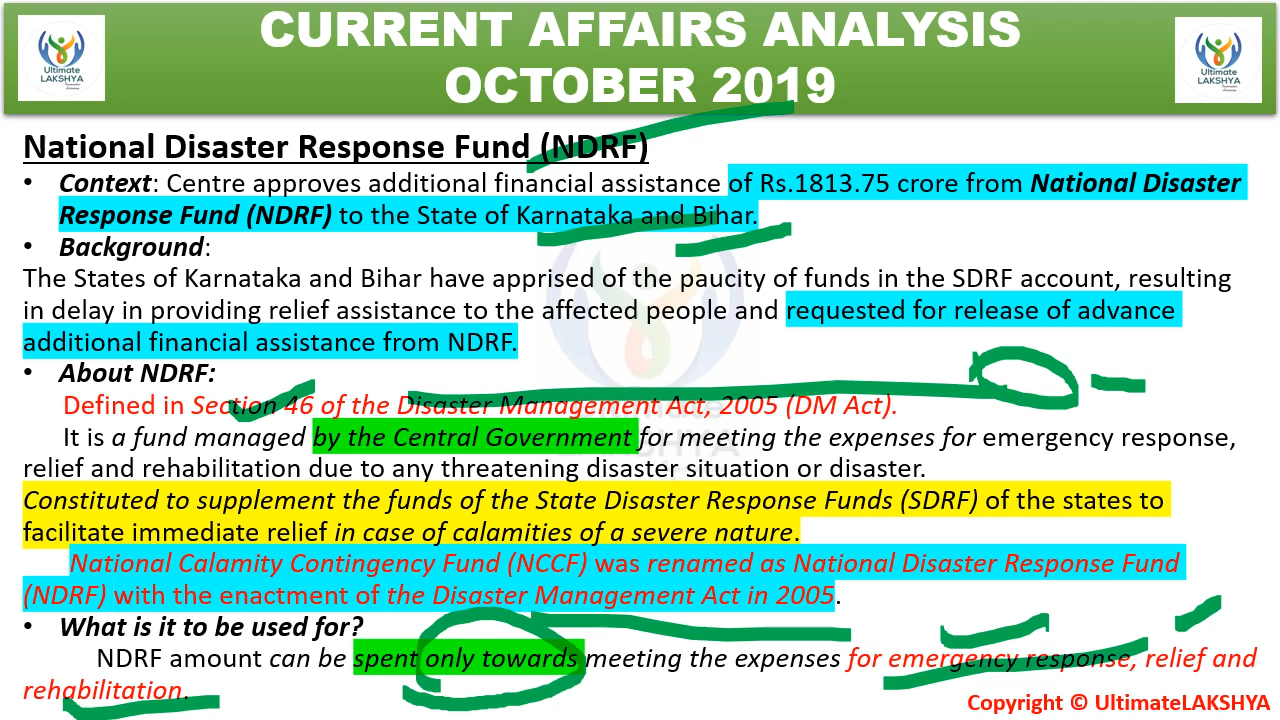 CURRENT AFFAIRS ANALYSIS
OCTOBER 2019
Ultimate
LAKSHYA
Ultimate
LAKSHYA
National Disaster Response Fund (NDRF)
• Context: Centre approves additional financial assistance of Rs.1813.75 crore from National Disaster
Response Fund (NDRF) to the State of Karnataka and Bihar.
• Background:
The States of Karnataka and Bihar have apprised of the paucity of funds in the SDRF account, resulting
in delay in providing relief assistance to the affected people and requested for release of advance
additional financial assistance from NDRF.
• About NDRF:
Defined in Section 46 of the Disaster Management Act, 2005 (DM Act).
It is a fund managed by the Central Government for meeting the expenses for emergency response,
relief and rehabilitation due to any threatening disaster situation or disaster.
Constituted to supplement the funds of the State Disaster Response Funds (SDRF) of the states to
facilitate immediate relief in case of calamities of a severe nature.
National Calamity Contingency Fund (NCCF) was renamed as National Disaster Response Fund
(NDRF) with the enactment of the Disaster Management Act in 2005.
• What is it to be used for?
NDRF amount can be spent only towards meeting the expenses for emergency response, relief and
rehabilitation.
Copyright © UltimateLAKSHYA